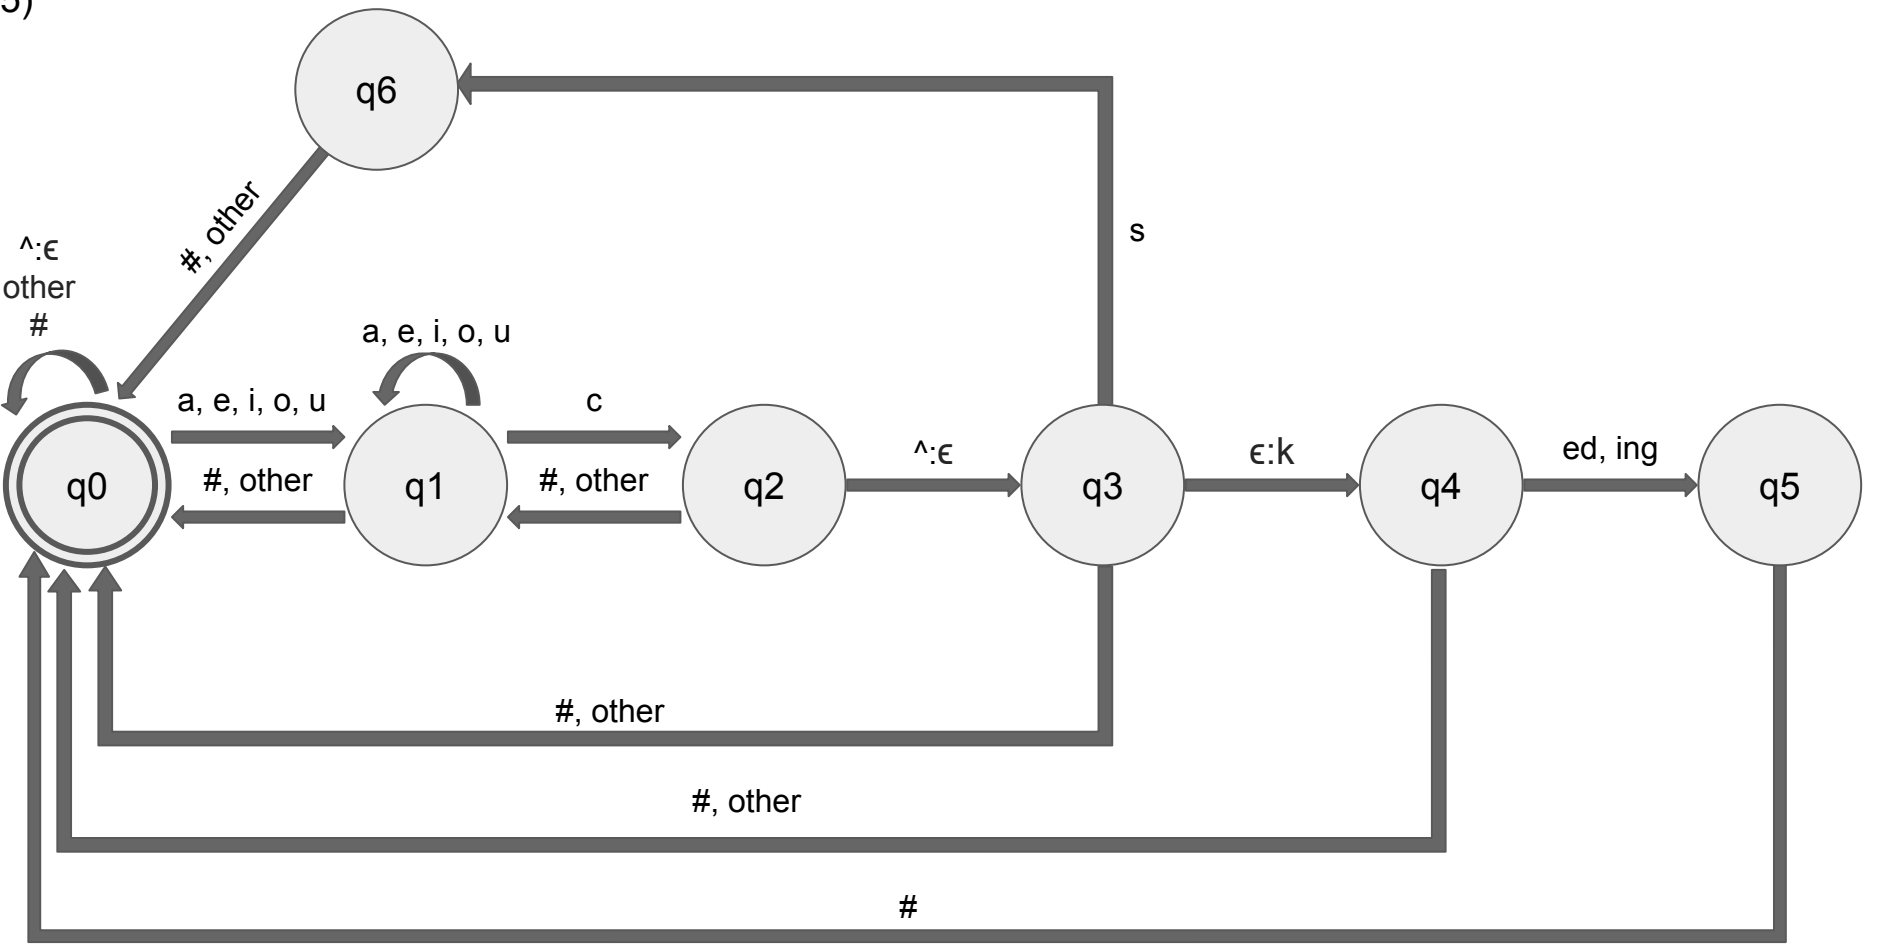 5)
q6
s
#, other
^:ϵ
other
#
a, e, i, o, u
a, e, i, o, u
c
#, other
#, other
^:ϵ
ϵ:k
ed, ing
q0
q1
q2
q3
q4
q5
#, other
#, other
#